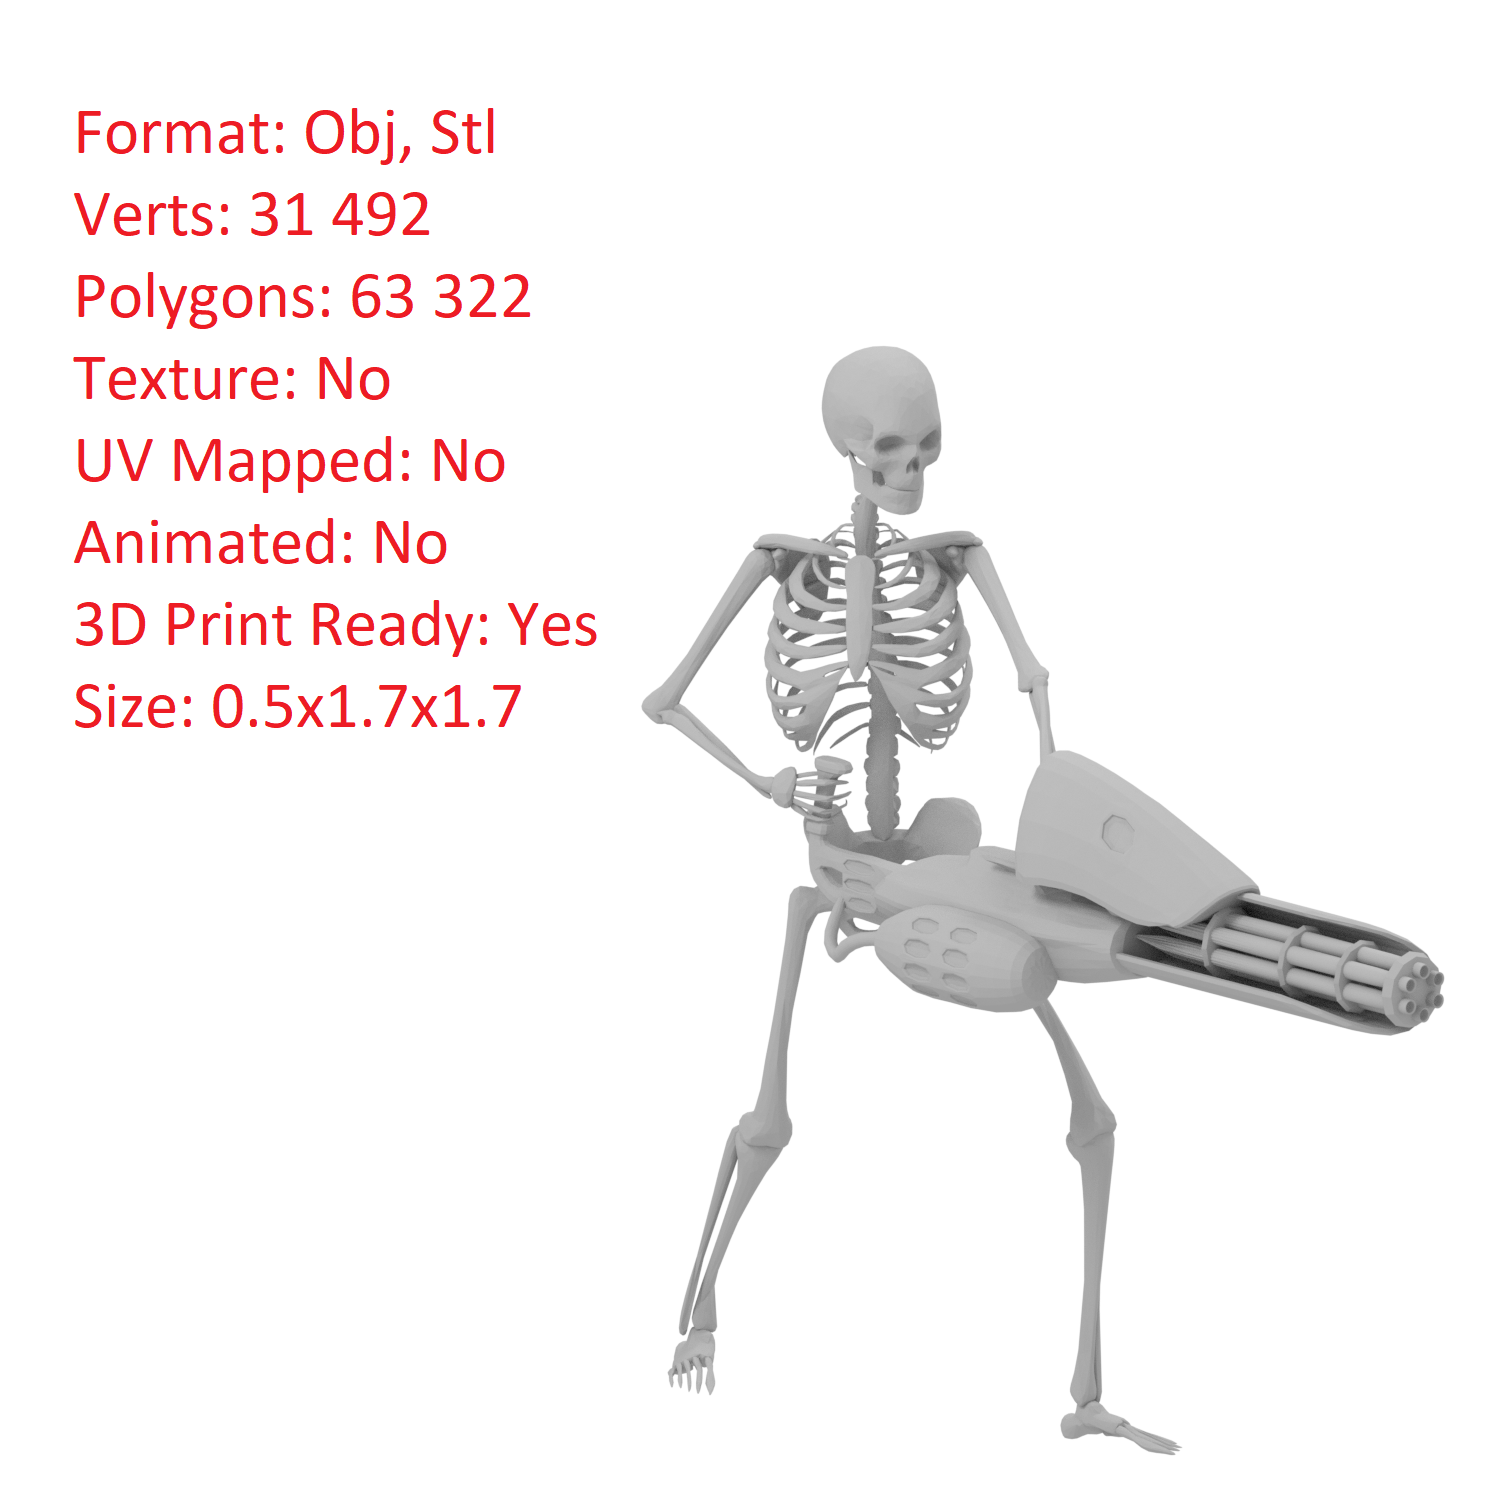 Format: Obj, Stl
Verts: 31 492
Polygons: 63 322
Texture: No
UV Mapped: No
Animated: No
3D Print Ready: Yes
Size: 0.5x1.7x1.7